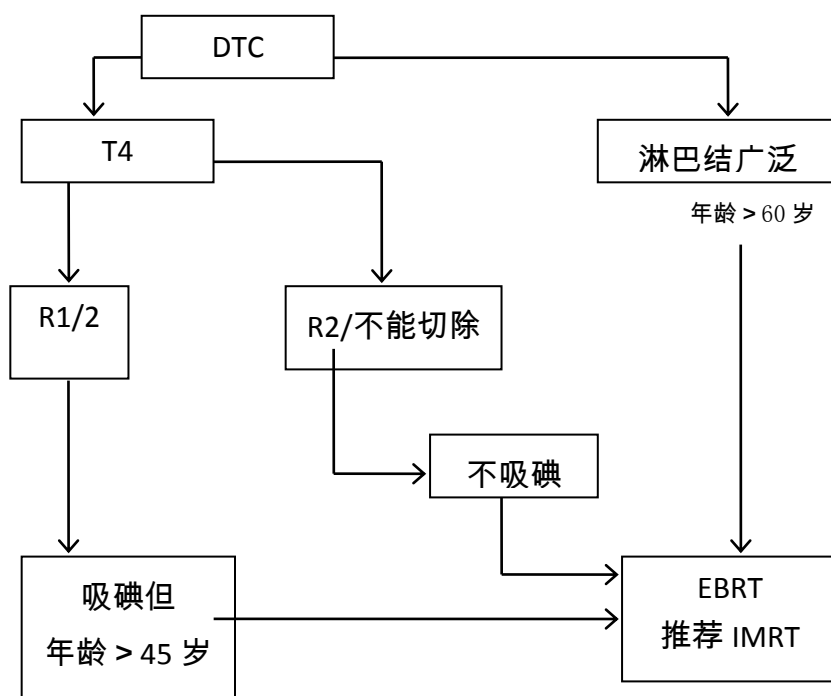 DTC
T4
淋巴结广泛
年龄 > 60 岁
R1/2
R2/不能切除
不吸碘
吸碘但
年龄 > 45 岁
EBRT
推荐 IMRT